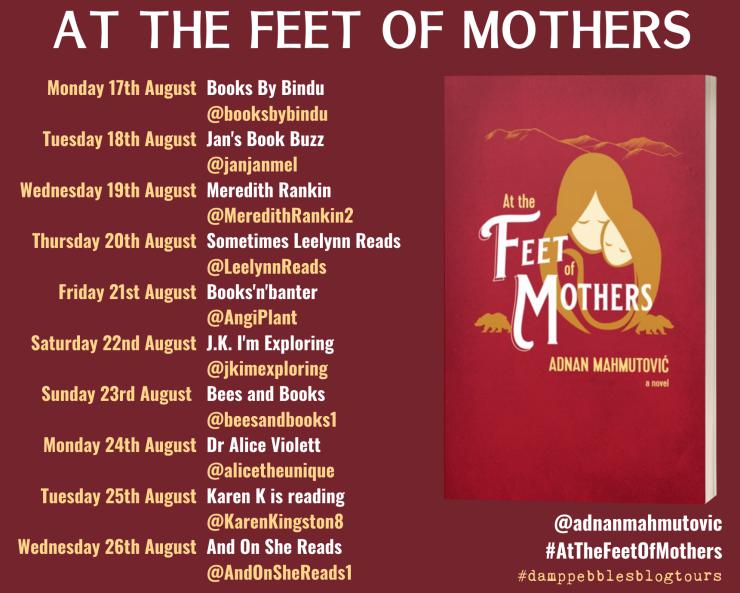 AT THE FEET OF MOTHERS
Monday 17th August Books By Bindu
@booksbybindu
Tuesday 18th August Jan's Book Buzz
@janjanmel
Wednesday 19th August Meredith Rankin
@MeredithRankin2
Thursday 20th August Sometimes Leelynn Reads
@LeelynnReads
Friday 21st August Books'n'banter
@AngiPlant
Saturday 22nd August J.K. I'm Exploring
@jkimexploring
Sunday 23rd August Bees and Books
@beesandbooks1
Monday 24th August Dr Alice Violett
@alicetheunique
Tuesday 25th August Karen K is reading
@KarenKingston8
Wednesday 26th August And On She Reads
@AndOnSheReads1
At the
FEET
of
MOTHERS
ADNAN MAHMUTOVIĆ
a novel
@adnanmahmutovic
#AtTheFeetOfMothers
#damppebblesblogtours